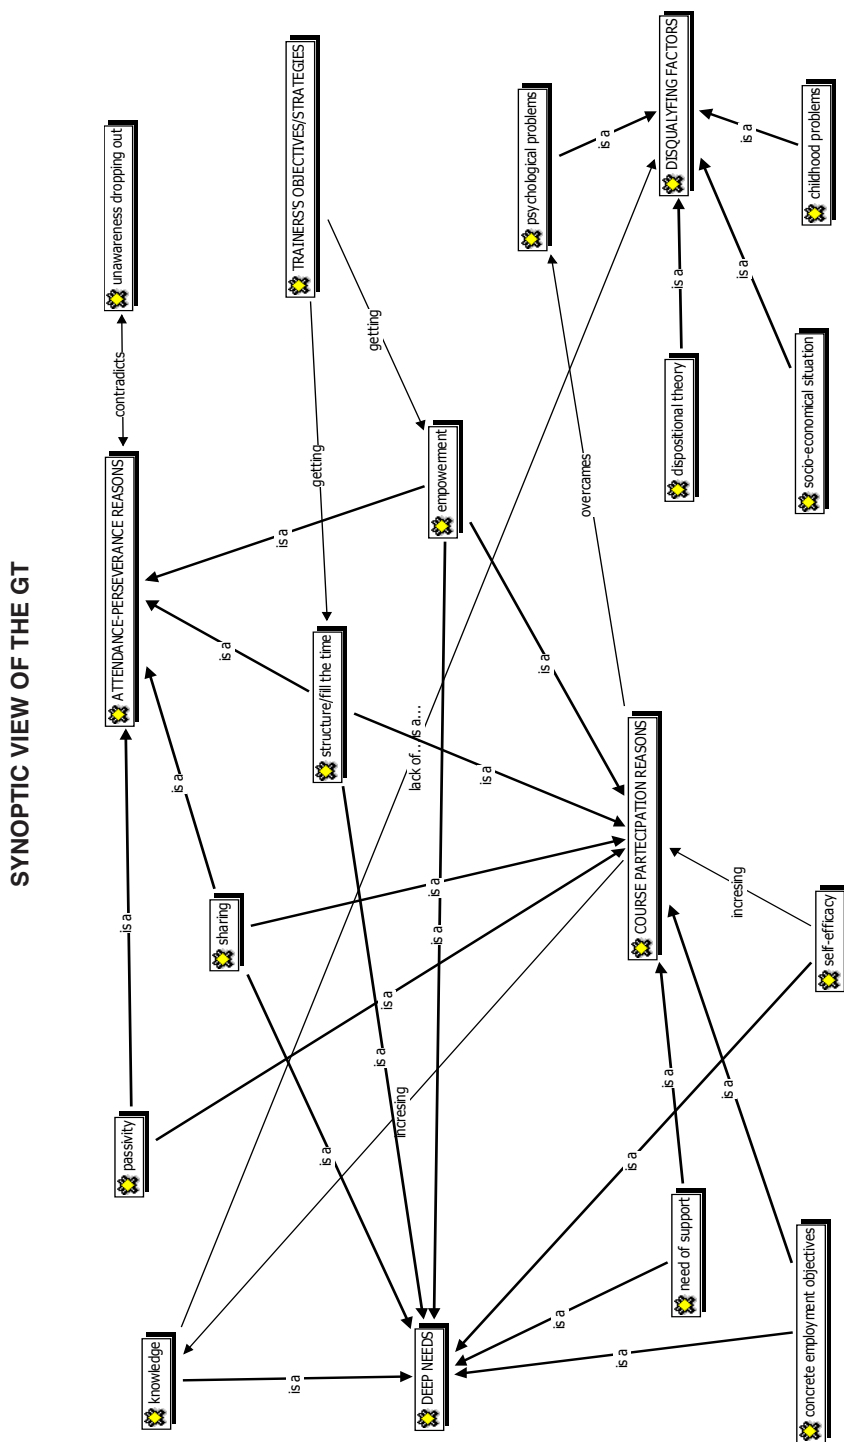 SYNOPTIC VIEW OF THE GT
unawareness dropping out
contradicts
ATTENDANCE-PERSEVERANCE REASONS
is a
is a
is a
is a
passivity
sharing
TRAINERS'S OBJECTIVES/STRATEGIES
getting
getting
structure/fill the time
empowerment
knowledge
is a
is a
is a
is a
is a
is a
is a
is a
is a
incresing
lack of... is a...
DEEP NEEDS
psychological problems
overcames
is a
DISQUALYFING FACTORS
is a
childhood problems
is a
dispositional theory
is a
socio-economical situation
COURSE PARTECIPATION REASONS
incresing
self-efficacy
is a
is a
is a
need of support
is a
is a
concrete employment objectives